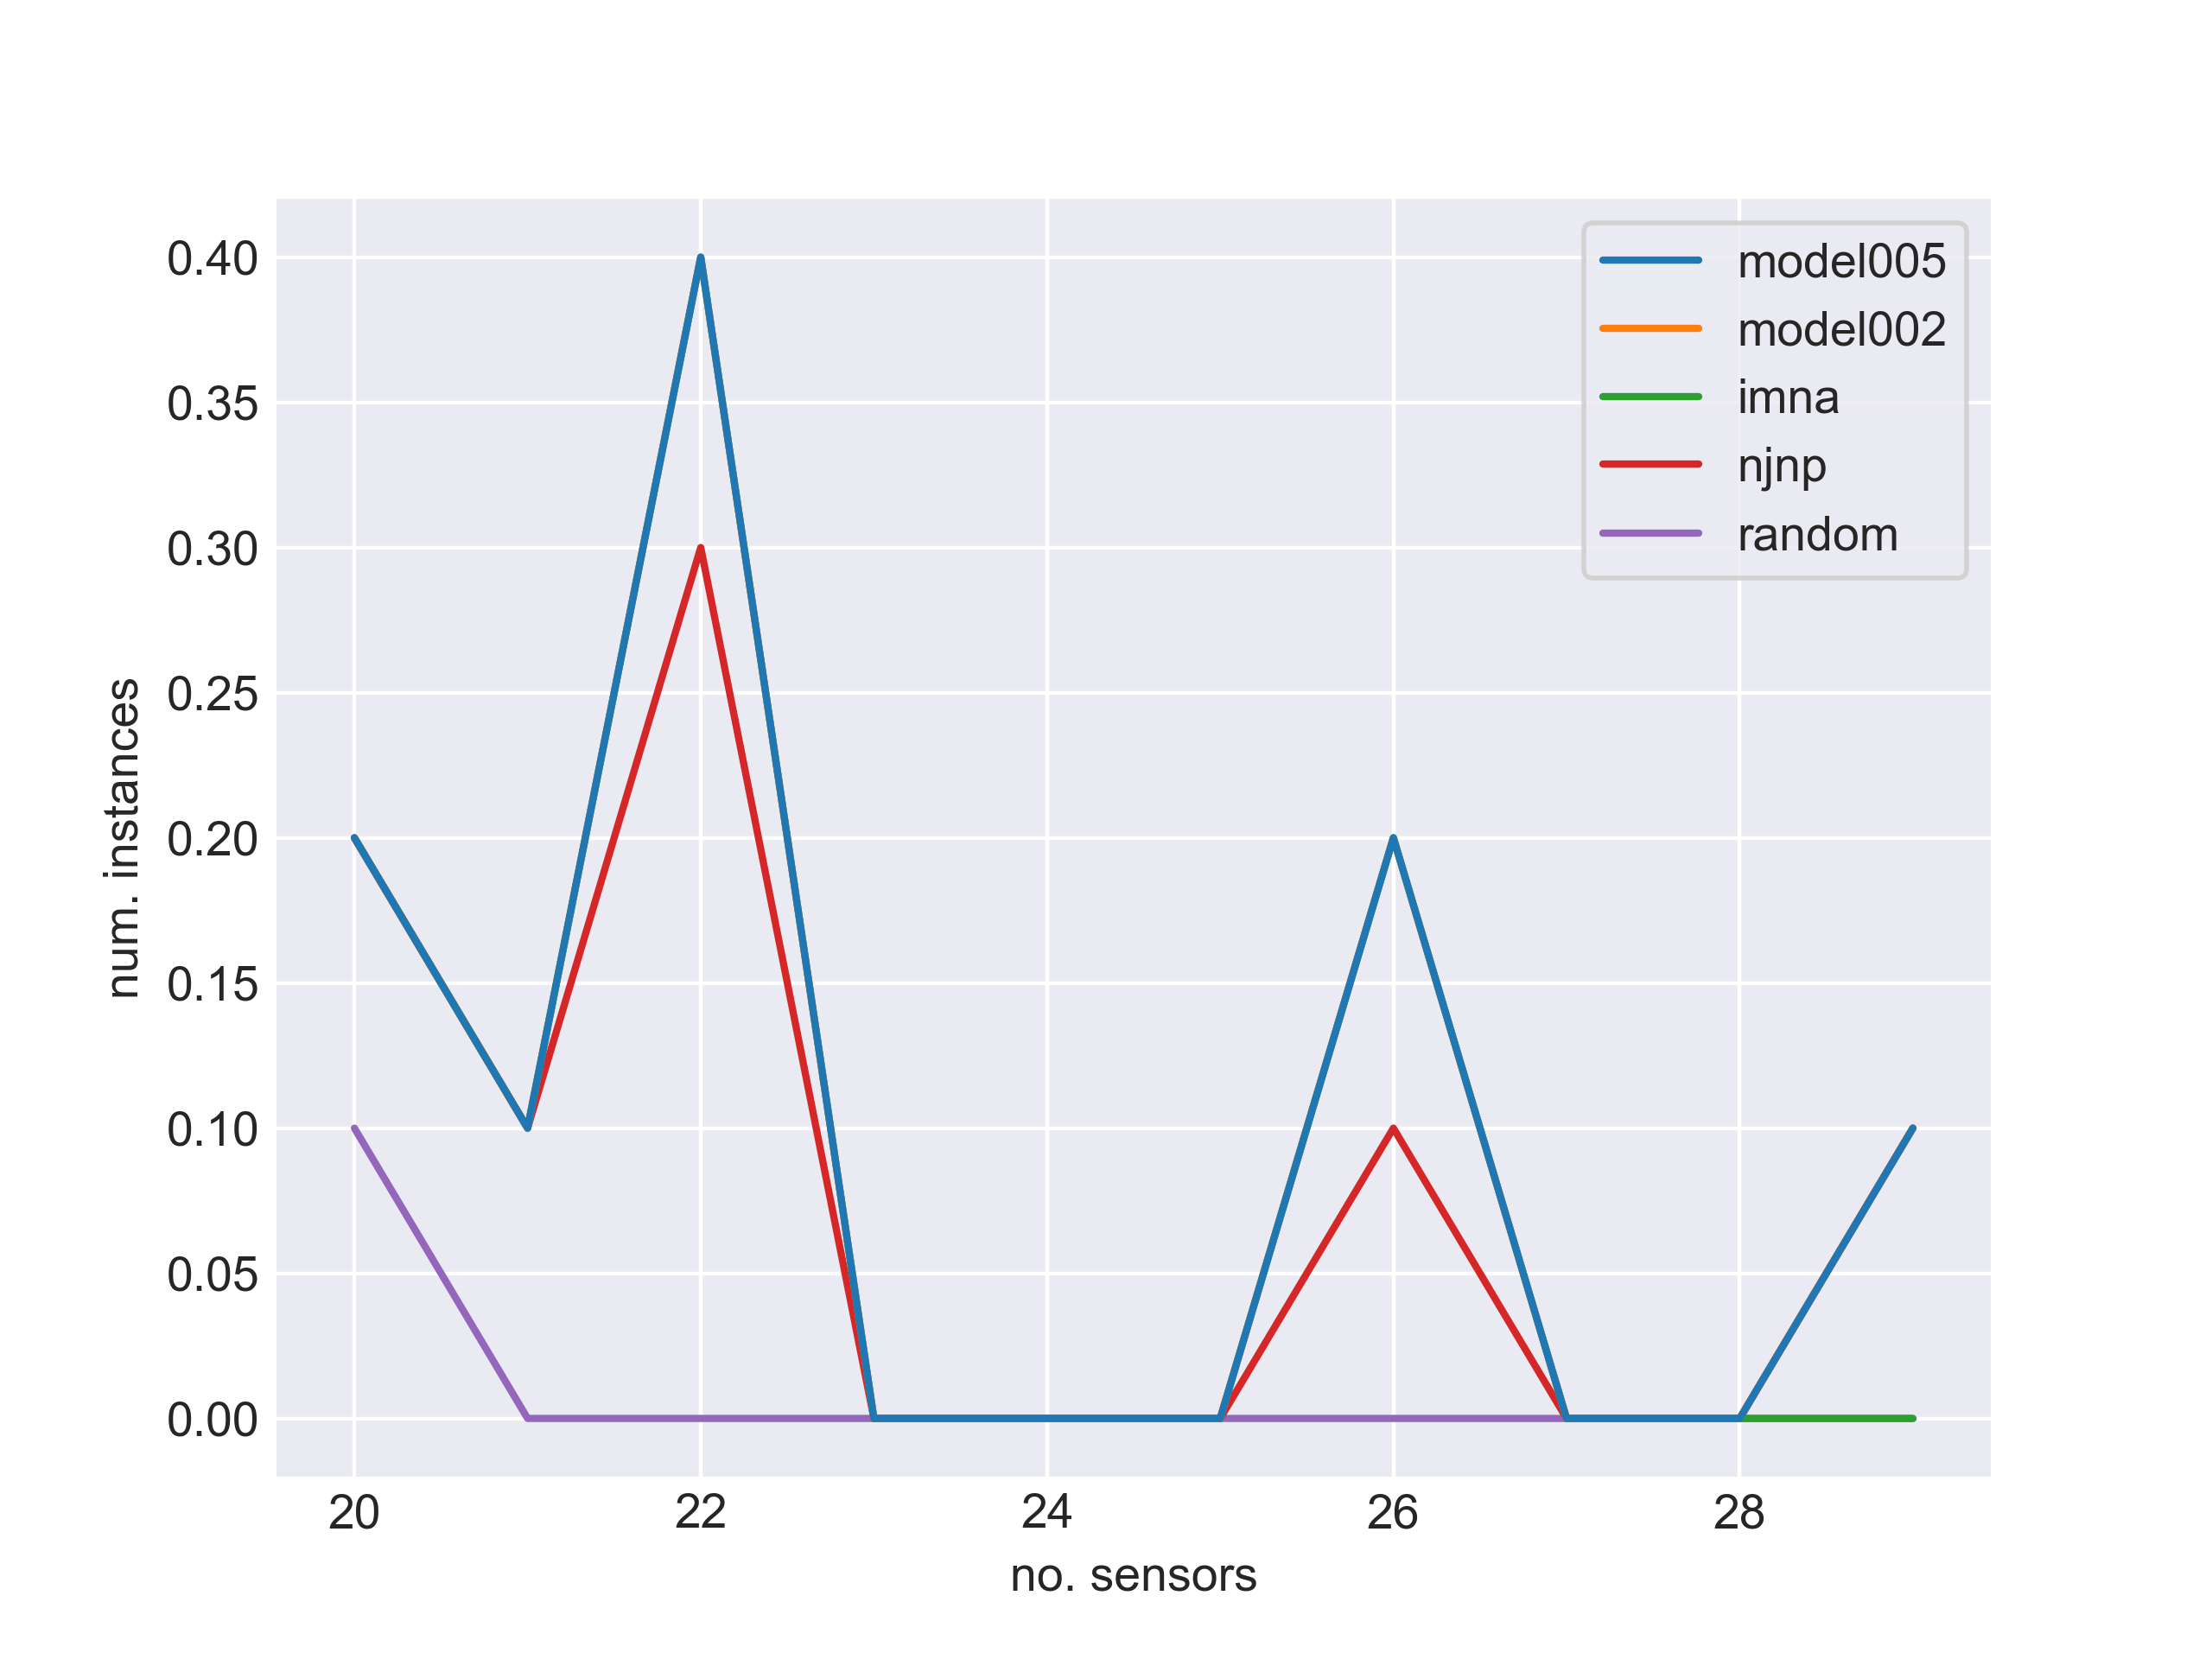 0.40
0.35
0.30
0.25
0.20
0.15
0.10
0.05
0.00
num. instances
20 22 24 26 28
no. sensors
model005
model002
imna
njnp
random